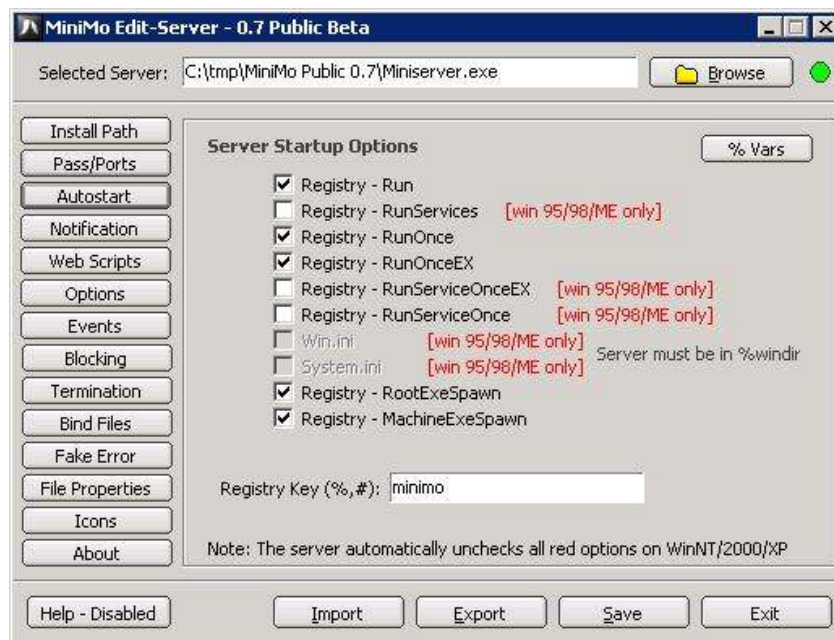 MiniMo Edit-Server - 0.7 Public Beta
Selected Server: C:\tmp\MiniMo Public 0.7\Miniserver.exe Browse
Install Path
Pass/Ports
Autostart
Notification
Web Scripts
Options
Events
Blocking
Termination
Bind Files
Fake Error
File Properties
Icons
About
Server Startup Options % Vars
Registry - Run
Registry - RunServices [win 95/98/ME only]
Registry - RunOnce
Registry - RunOnceEX
Registry - RunServiceOnceEX [win 95/98/ME only]
Registry - RunServiceOnce [win 95/98/ME only]
Win.ini [win 95/98/ME only]
System.ini [win 95/98/ME only] Server must be in %windir
Registry - RootExeSpawn
Registry - MachineExeSpawn
Registry Key (%,#): minimo
Note: The server automatically unchecks all red options on WinNT/2000/XP
Help - Disabled Import Export Save Exit